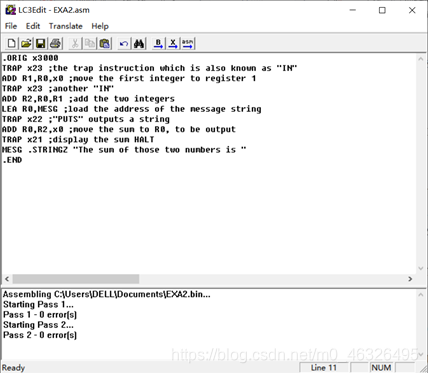 LC3Edit - EXA2.asm
File Edit Translate Help
B X asm
.ORIG x3000
TRAP x23 ;the trap instruction which is also known as "IN"
ADD R1,R0,x0 ;move the first integer to register 1
TRAP x23 ;another "IN"
ADD R2,R0,R1 ;add the two integers
LEA R0,MESG ;load the address of the message string
TRAP x22 ;"PUTS" outputs a string
ADD R0,R2,x0 ;move the sum to R0, to be output
TRAP x21 ;display the sum HALT
MESG .STRINGZ "The sum of those two numbers is "
.END
Assembling C:\Users\DELL\Documents\EXA2.bin...
Starting Pass 1...
Pass 1 - 0 error(s)
Starting Pass 2...
Pass 2 - 0 error(s)
https://blog.csdn.net/m0_46326495
Ready Line 11 NUM